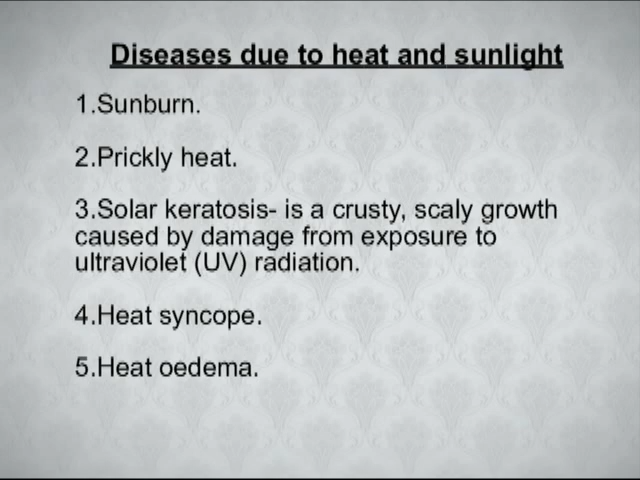 Diseases due to heat and sunlight
1.Sunburn.
2.Prickly heat.
3.Solar keratosis- is a crusty, scaly growth
caused by damage from exposure to
ultraviolet (UV) radiation.
4.Heat syncope.
5.Heat oedema.